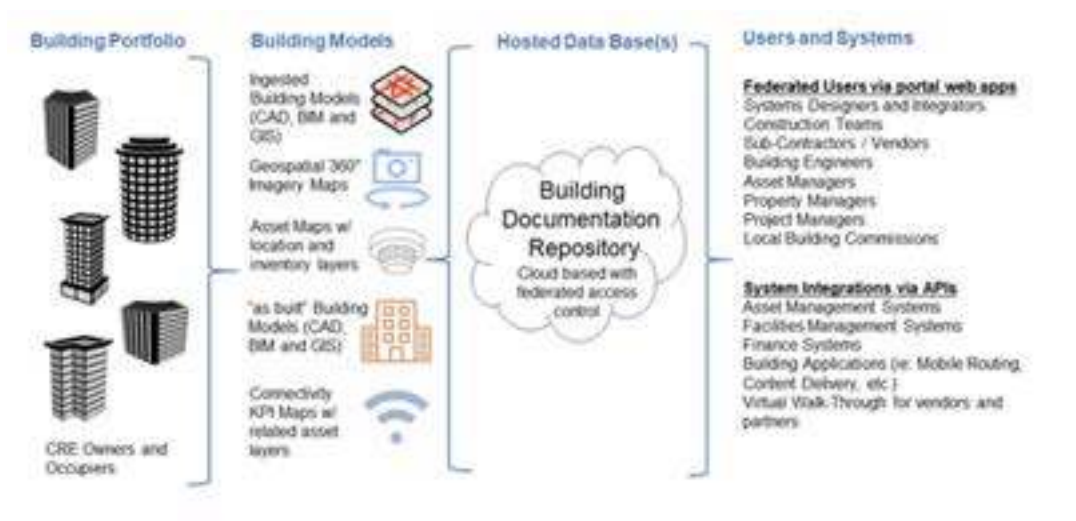 Building Portfolio
CRE Owners and
Occupiers
Building Models
Ingested
Building Models
(CAD, BIM and
GIS)
Geospatial 360°
Imagery Maps
Asset Maps w/
location and
inventory layers
"as built" Building
Models (CAD,
BIM and GIS)
Connectivity
KPI Maps w/
related asset
layers
Hosted Data Base(s)
Building
Documentation
Repository
Cloud based with
federated access
control
Users and Systems
Federated Users via portal web apps
Systems Designers and Integrators
Construction Teams
Sub-Contractors / Vendors
Building Engineers
Asset Managers
Property Managers
Project Managers
Local Building Commissions
System Integrations via APIs
Asset Management Systems
Facilities Management Systems
Finance Systems
Building Applications (ie: Mobile Routing,
Content Delivery, etc.)
Virtual Walk-Through for vendors and
partners